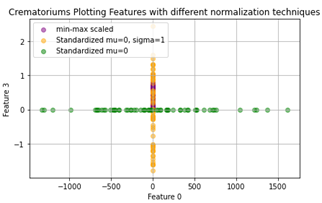 Crematoriums Plotting Features with different normalization techniques
min-max scaled
Standardized mu=0, sigma=1
Standardized mu=0
Feature 3
2
1
0
−1
−1000
−500
0
500
1000
1500
Feature 0